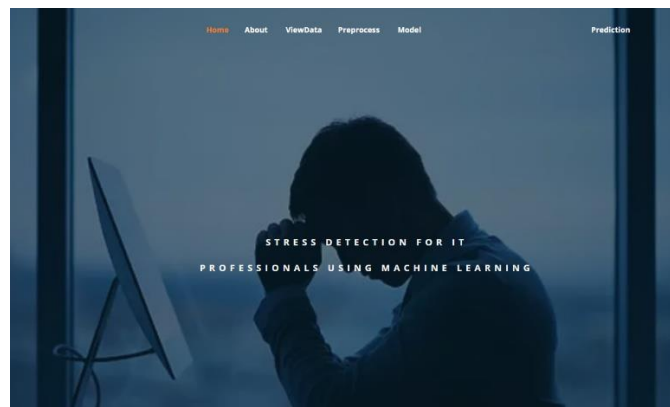 Home About ViewData Preprocess Model Prediction
STRESS DETECTION FOR IT
PROFESSIONALS USING MACHINE LEARNING